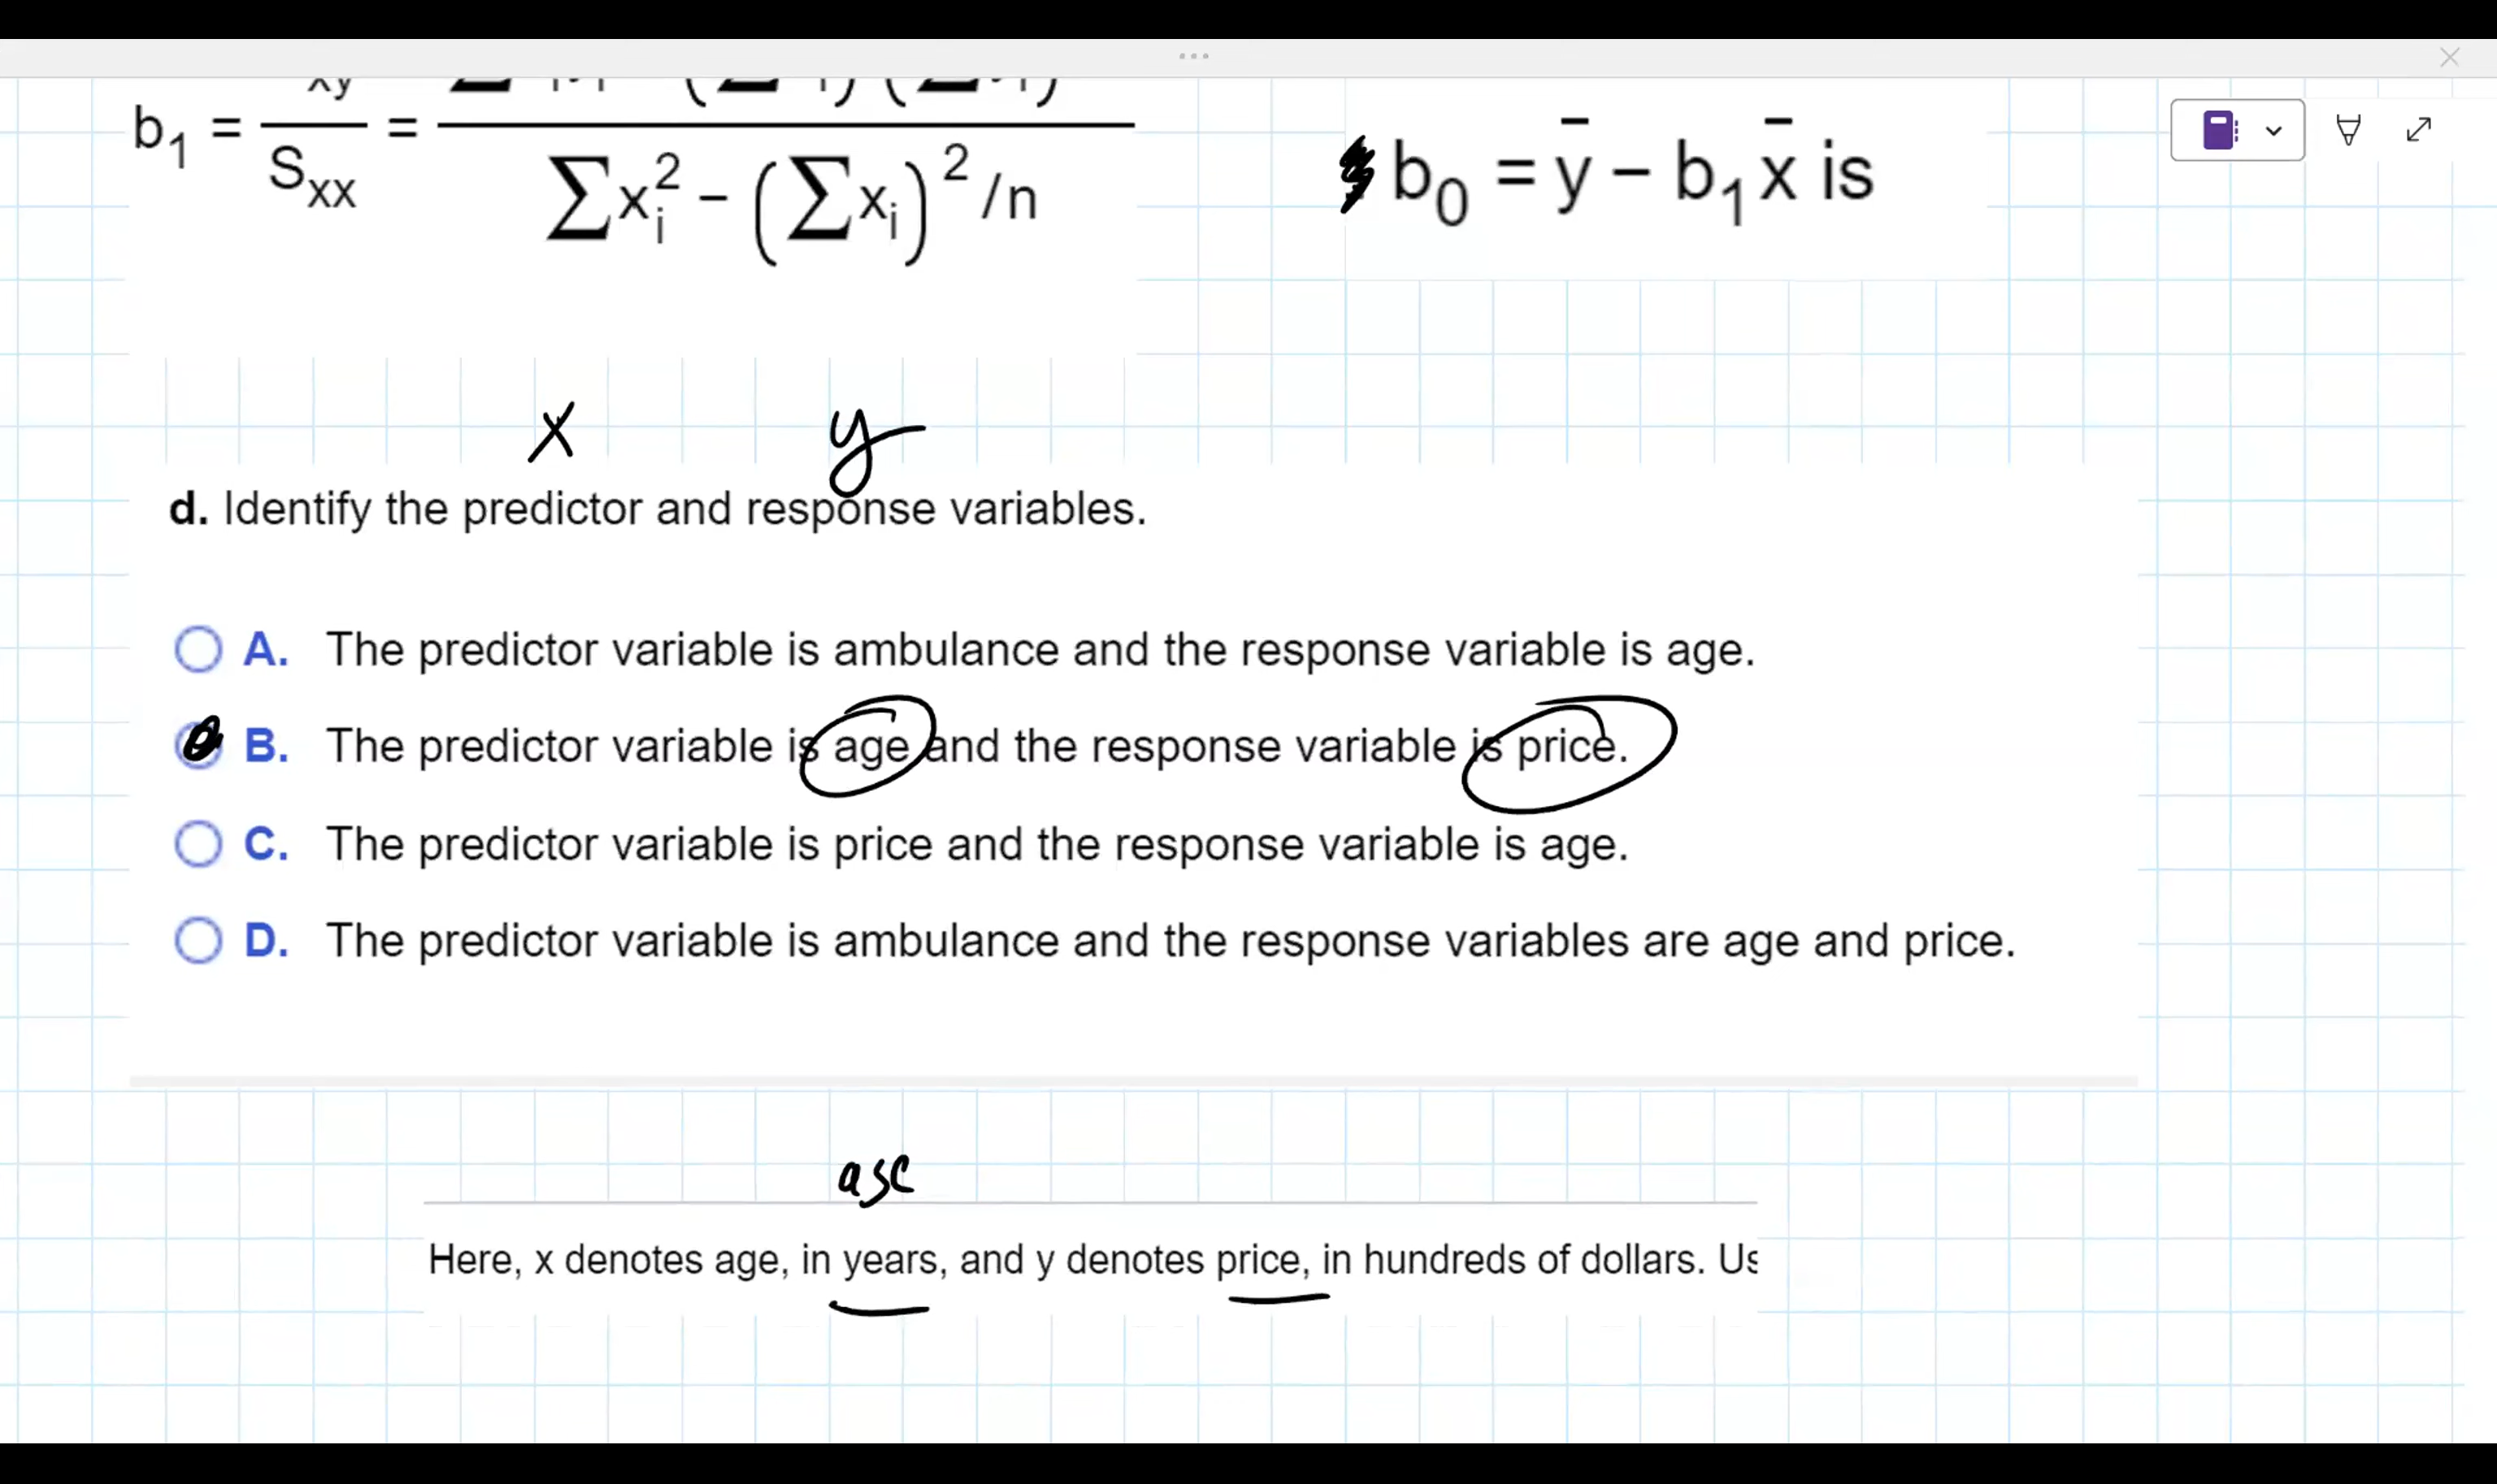 b₁ = xy / Sxx = / Σxᵢ² - (Σxᵢ)² /n
b₀ = ȳ - b₁x̄ is
x y
d. Identify the predictor and response variables.
A. The predictor variable is ambulance and the response variable is age.
B. The predictor variable is age and the response variable is price.
C. The predictor variable is price and the response variable is age.
D. The predictor variable is ambulance and the response variables are age and price.
Here, x denotes age, in years, and y denotes price, in hundreds of dollars. Us